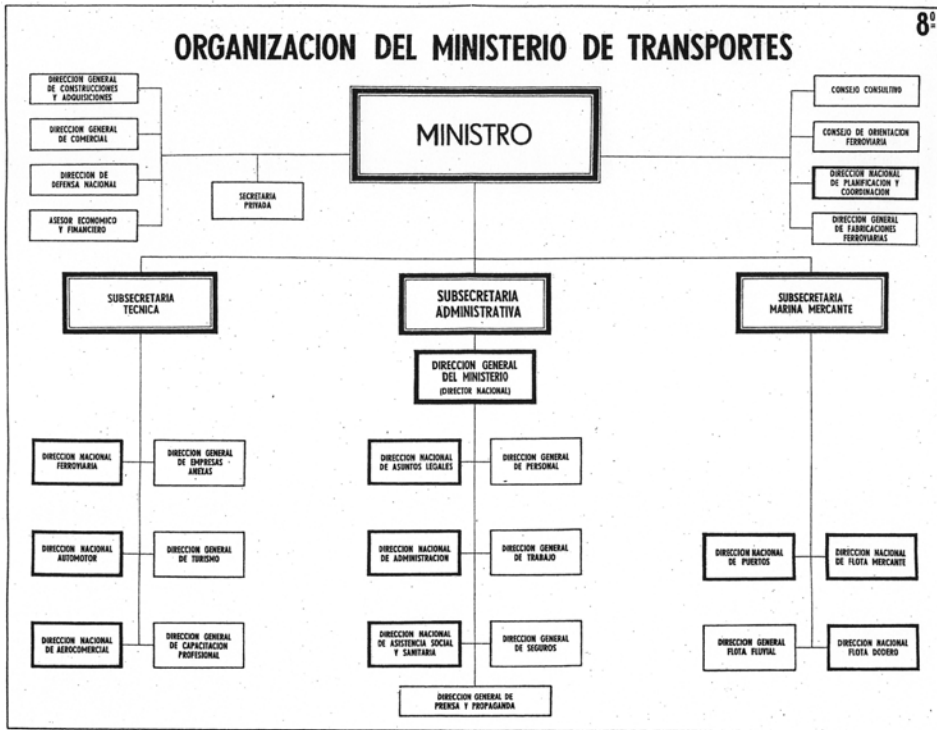 8º
ORGANIZACION DEL MINISTERIO DE TRANSPORTES
DIRECCION GENERAL
DE CONSTRUCCIONES
Y ADQUISICIONES
DIRECCION GENERAL
DE COMERCIAL
DIRECCION DE
DEFENSA NACIONAL
ASESOR ECONOMICO
Y FINANCIERO
SECRETARIA
PRIVADA
MINISTRO
CONSEJO CONSULTIVO
CONSEJO DE ORIENTACION
FERROVIARIA
DIRECCION NACIONAL
DE PLANIFICACION Y
COORDINACION
DIRECCION GENERAL
DE FABRICACIONES
FERROVIARIAS
SUBSECRETARIA
TECNICA
SUBSECRETARIA
ADMINISTRATIVA
SUBSECRETARIA
MARINA MERCANTE
DIRECCION GENERAL
DEL MINISTERIO
(DIRECTOR NACIONAL)
DIRECCION NACIONAL
FERROVIARIA
DIRECCION GENERAL
DE EMPRESAS
ANEXAS
DIRECCION NACIONAL
AUTOMOTOR
DIRECCION GENERAL
DE TURISMO
DIRECCION NACIONAL
DE AEROCOMERCIAL
DIRECCION GENERAL
DE CAPACITACION
PROFESIONAL
DIRECCION NACIONAL
DE ASUNTOS LEGALES
DIRECCION GENERAL
DE PERSONAL
DIRECCION NACIONAL
DE ADMINISTRACION
DIRECCION GENERAL
DE TRABAJO
DIRECCION NACIONAL
DE ASISTENCIA SOCIAL
Y SANITARIA
DIRECCION GENERAL
DE SEGUROS
DIRECCION GENERAL DE
PRENSA Y PROPAGANDA
DIRECCION NACIONAL
DE PUERTOS
DIRECCION NACIONAL
DE FLOTA MERCANTE
DIRECCION GENERAL
FLOTA FLUVIAL
DIRECCION NACIONAL
FLOTA DODERO